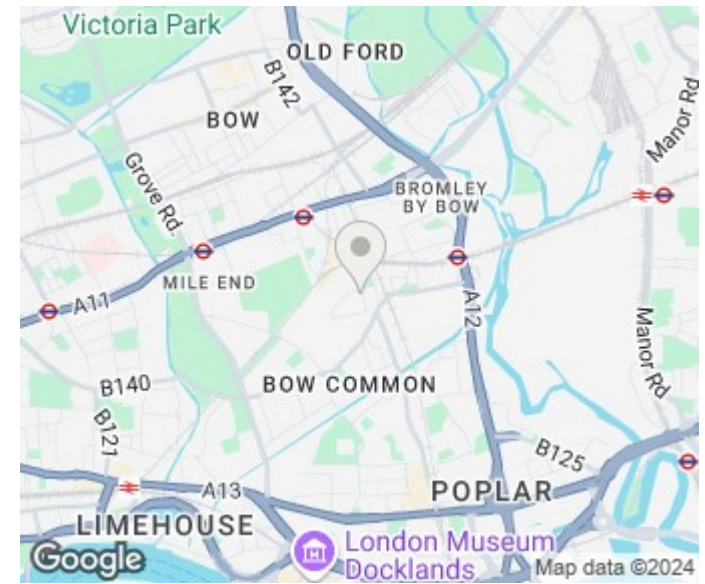 Victoria Park
OLD FORD
B142
BOW
Manor Rd
Grove Rd.
BROMLEY
BY BOW
MILE END
A11
A12
Manor Rd
B140
BOW COMMON
B121
B125
A13
POPLAR
LIMEHOUSE
London Museum
Docklands
Google
Map data ©2024